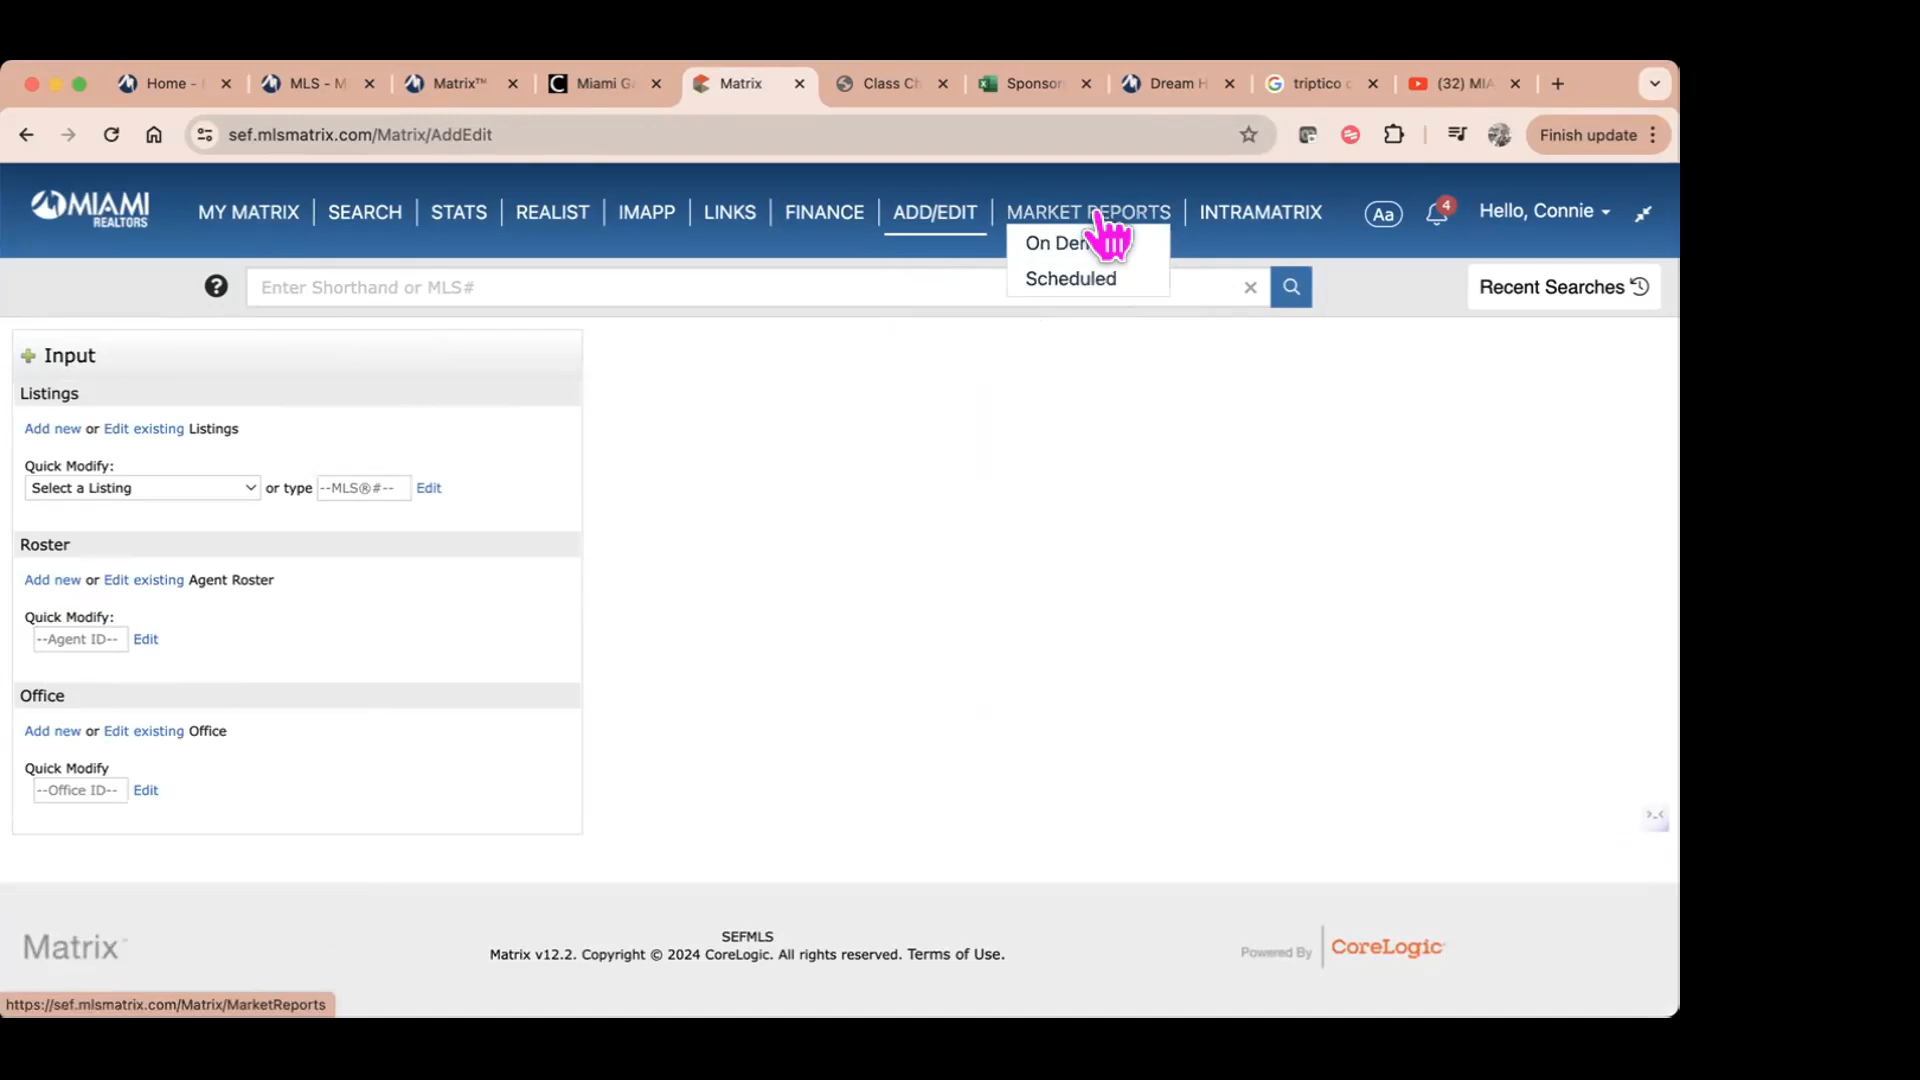 Home -
MLS - M
Matrix™
Miami G
Matrix
Class Ch
Sponsor
Dream H
triptico c
(32) MIA
sef.mlsmatrix.com/Matrix/AddEdit
Finish update
MIAMI
REALTORS
MY MATRIX
SEARCH
STATS
REALIST
IMAPP
LINKS
FINANCE
ADD/EDIT
MARKET REPORTS
INTRAMATRIX
Aa
4
Hello, Connie
On Dem
Scheduled
Enter Shorthand or MLS#
Recent Searches
Input
Listings
Add new or Edit existing Listings
Quick Modify:
Select a Listing or type --MLS®#-- Edit
Roster
Add new or Edit existing Agent Roster
Quick Modify:
--Agent ID-- Edit
Office
Add new or Edit existing Office
Quick Modify
--Office ID-- Edit
Matrix™
SEFMLS
Matrix v12.2. Copyright © 2024 CoreLogic. All rights reserved. Terms of Use.
Powered By
CoreLogic
https://sef.mlsmatrix.com/Matrix/MarketReports